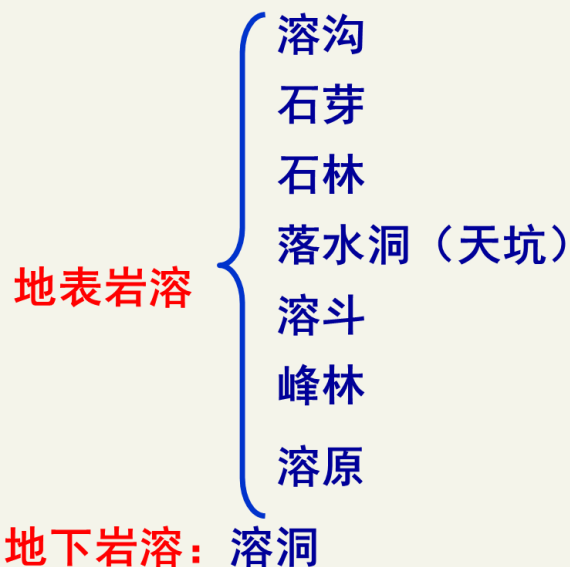 溶沟
石芽
石林
落水洞（天坑）
地表岩溶
溶斗
峰林
溶原
地下岩溶：溶洞